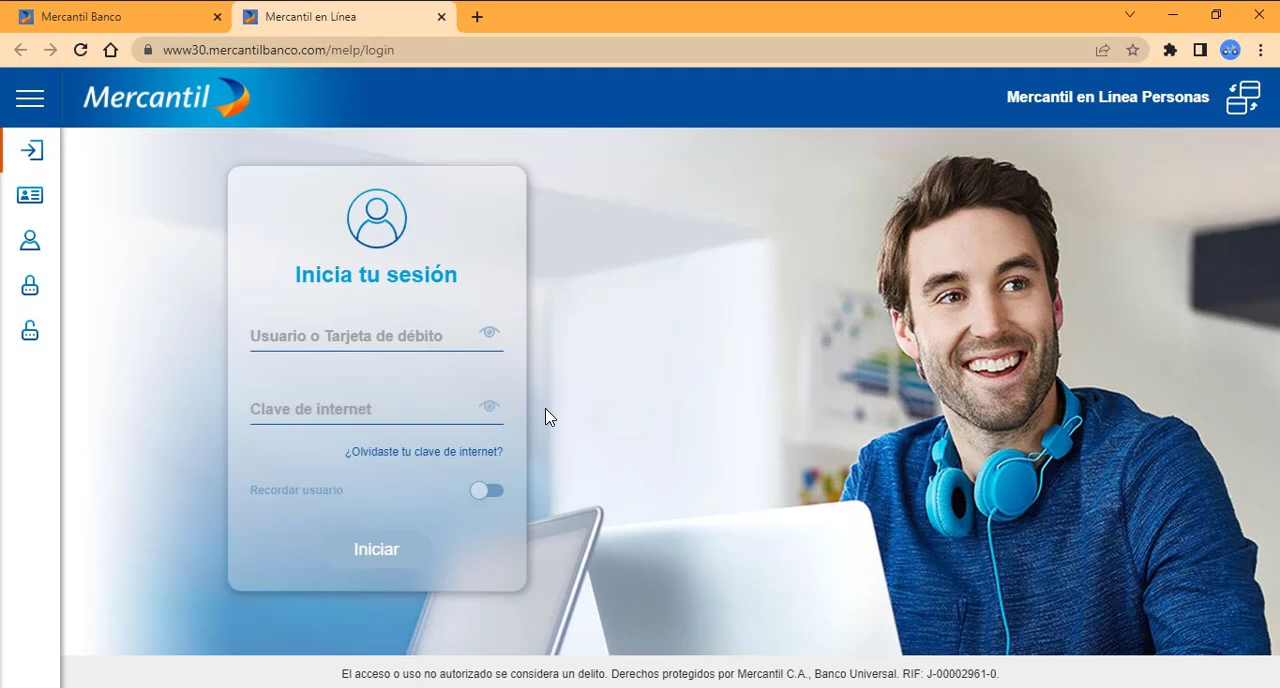 Mercantil Banco
Mercantil en Línea
www30.mercantilbanco.com/melp/login
Mercantil
Mercantil en Línea Personas
Inicia tu sesión
Usuario o Tarjeta de débito
Clave de internet
¿Olvidaste tu clave de internet?
Recordar usuario
Iniciar
El acceso o uso no autorizado se considera un delito. Derechos protegidos por Mercantil C.A., Banco Universal. RIF: J-00002961-0.